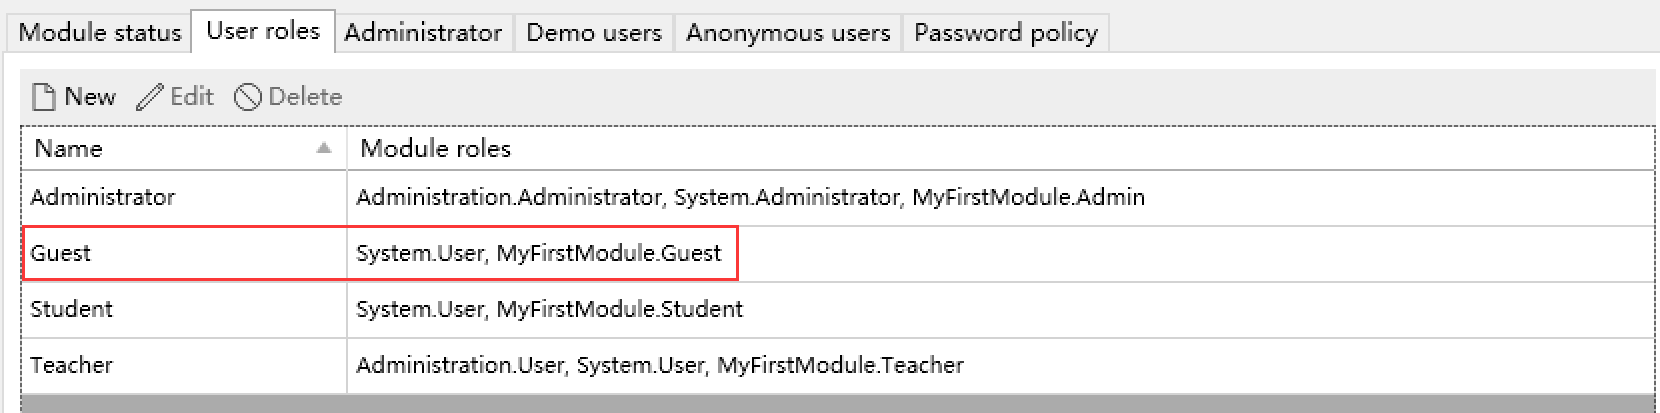 Module status User roles Administrator Demo users Anonymous users Password policy
New Edit Delete
Name Module roles
Administrator Administration.Administrator, System.Administrator, MyFirstModule.Admin
Guest System.User, MyFirstModule.Guest
Student System.User, MyFirstModule.Student
Teacher Administration.User, System.User, MyFirstModule.Teacher